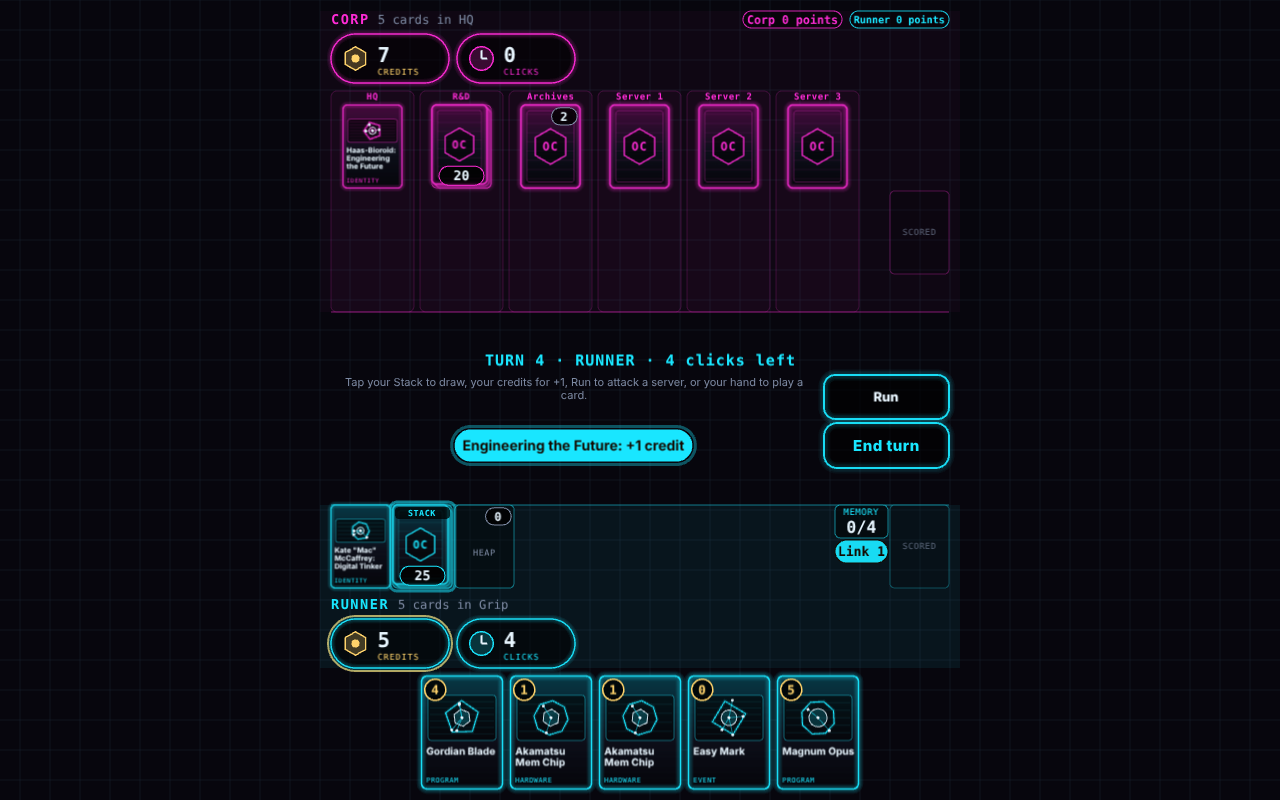 CORP 5 cards in HQ
Corp 0 points
Runner 0 points
7
CREDITS
0
CLICKS
HQ
R&D
Archives
Server 1
Server 2
Server 3
Haas-Bioroid:
Engineering
the Future
IDENTITY
OC
20
2
OC
OC
OC
OC
SCORED
TURN 4 · RUNNER · 4 clicks left
Tap your Stack to draw, your credits for +1, Run to attack a server, or your hand to play a
card.
Run
Engineering the Future: +1 credit
End turn
Kate "Mac"
McCaffrey:
Digital Tinker
IDENTITY
STACK
OC
25
0
HEAP
MEMORY
0/4
Link 1
SCORED
RUNNER 5 cards in Grip
5
CREDITS
4
CLICKS
4
Gordian Blade
PROGRAM
1
Akamatsu
Mem Chip
HARDWARE
1
Akamatsu
Mem Chip
HARDWARE
0
Easy Mark
EVENT
5
Magnum Opus
PROGRAM